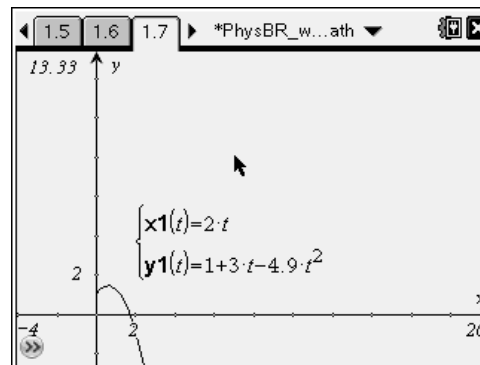 1.5 1.6 1.7 *PhysBR_w...ath
13.33 y
x1(t)=2·t
y1(t)=1+3·t-4.9·t²
2
x
-4 2 20